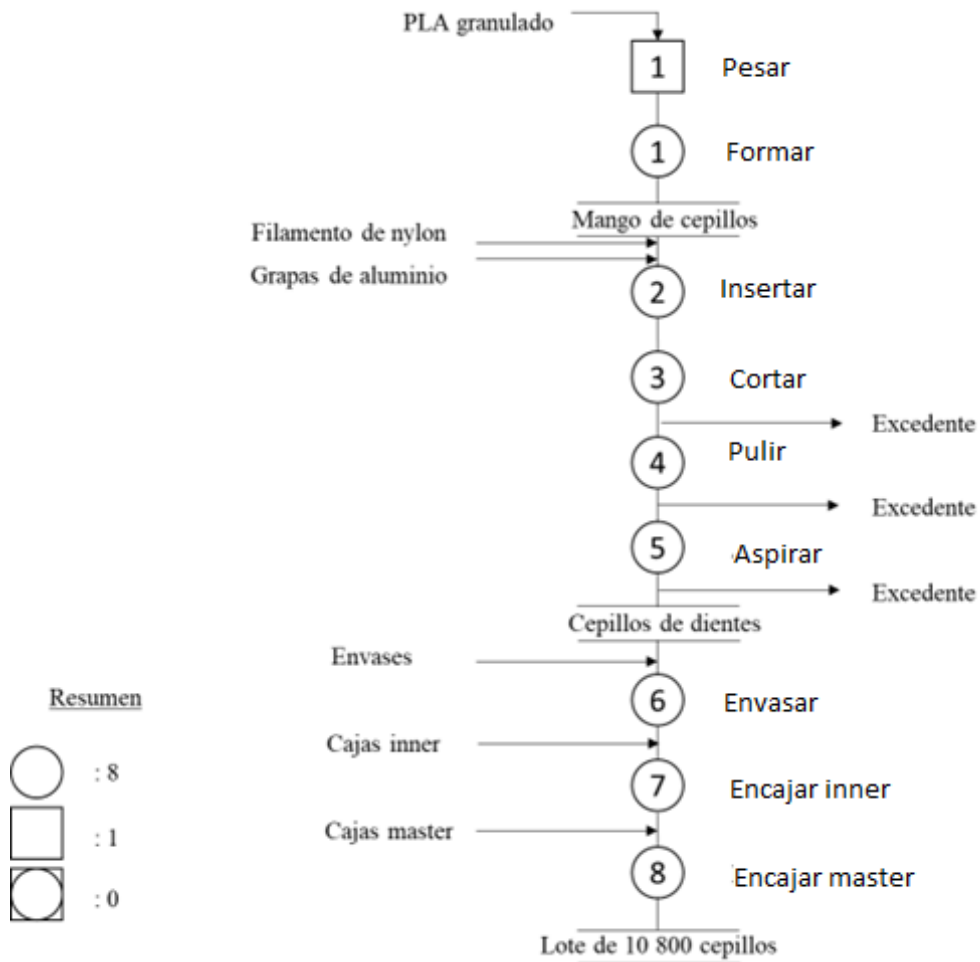 PLA granulado
1 Pesar
1 Formar
Mango de cepillos
Filamento de nylon
Grapas de aluminio
2 Insertar
3 Cortar
Excedente
4 Pulir
Excedente
5 Aspirar
Excedente
Cepillos de dientes
Envases
6 Envasar
Cajas inner
7 Encajar inner
Cajas master
8 Encajar master
Lote de 10 800 cepillos
Resumen
: 8
: 1
: 0